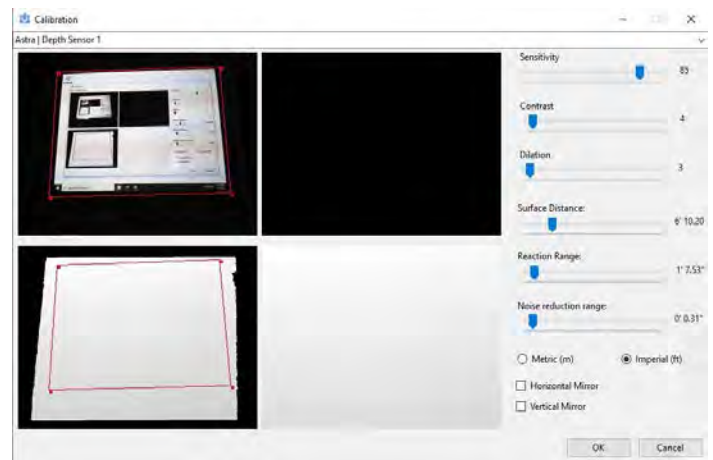 Calibration
Astra | Depth Sensor 1
Sensitivity
Contrast
4
Dilation
3
Surface Distance:
6' 10.20
Reaction Range:
1' 7.53"
Noise reduction range:
0' 0.31"
Metric (m)
Imperial (ft)
Horizontal Mirror
Vertical Mirror
OK
Cancel